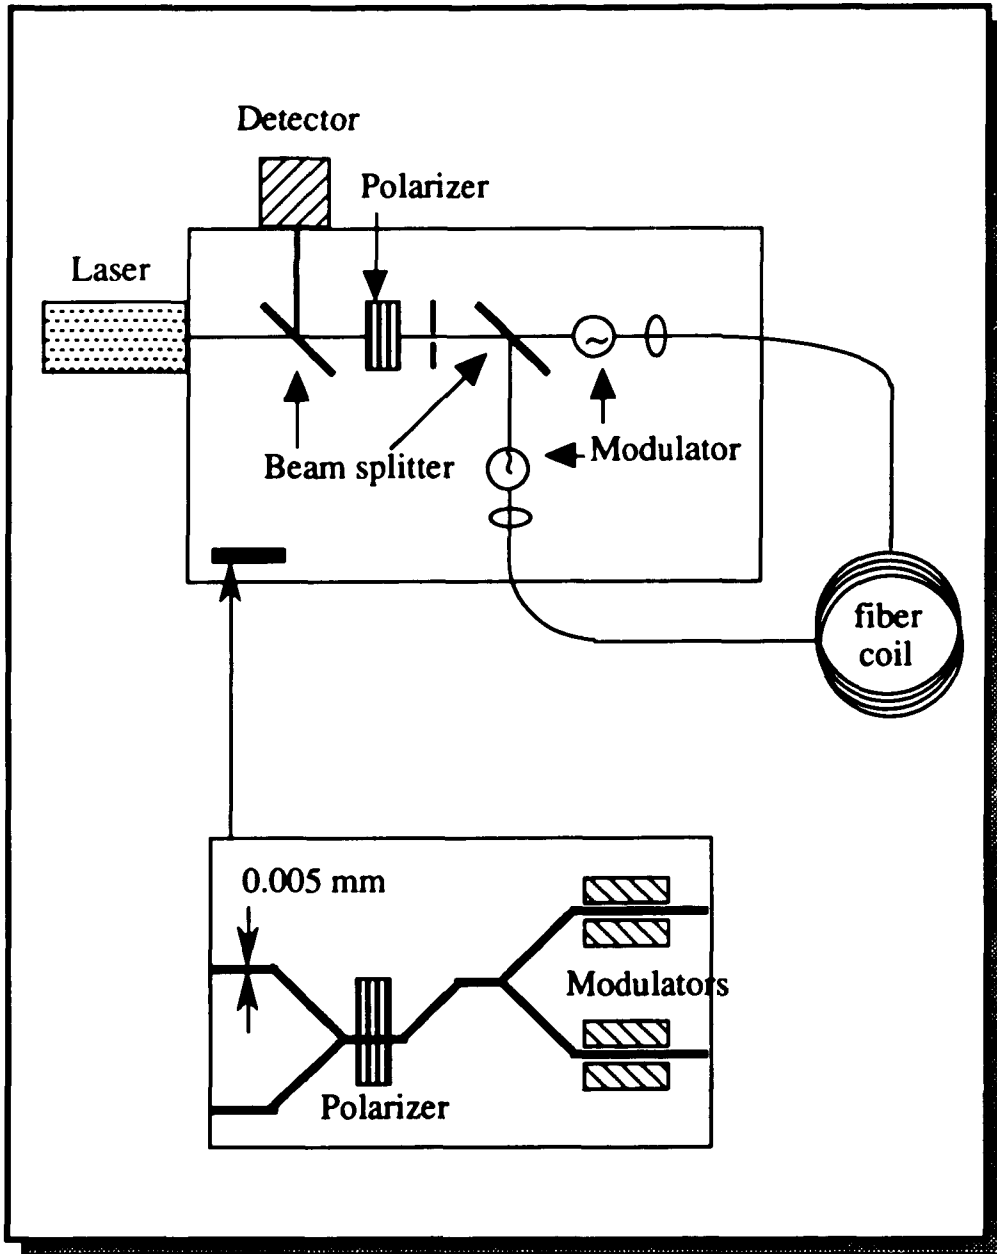 Detector
Polarizer
Laser
Beam splitter
Modulator
fiber
coil
0.005 mm
Modulators
Polarizer